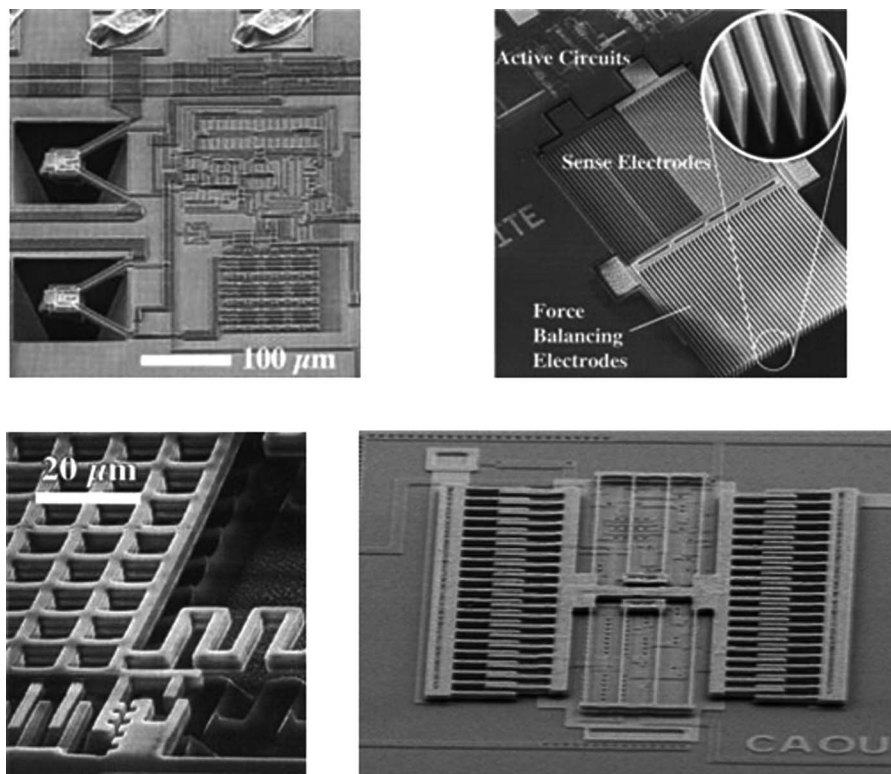 100 μm
Active Circuits
Sense Electrodes
ITE
Force
Balancing
Electrodes
20 μm
CAOU